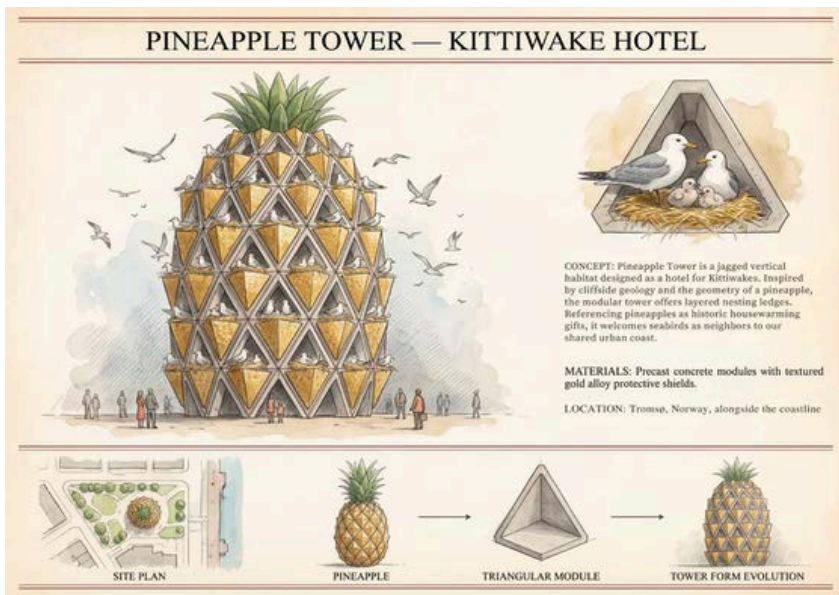 PINEAPPLE TOWER — KITTIWAKE HOTEL
CONCEPT: Pineapple Tower is a jagged vertical
habitat designed as a hotel for Kittiwakes. Inspired
by cliffside geology and the geometry of a pineapple,
the modular tower offers layered nesting ledges.
Referencing pineapples as historic housewarming
gifts, it welcomes seabirds as neighbors to our
shared urban coast.
MATERIALS: Precast concrete modules with textured
gold alloy protective shields.
LOCATION: Tromsø, Norway, alongside the coastline
SITE PLAN
PINEAPPLE
TRIANGULAR MODULE
TOWER FORM EVOLUTION